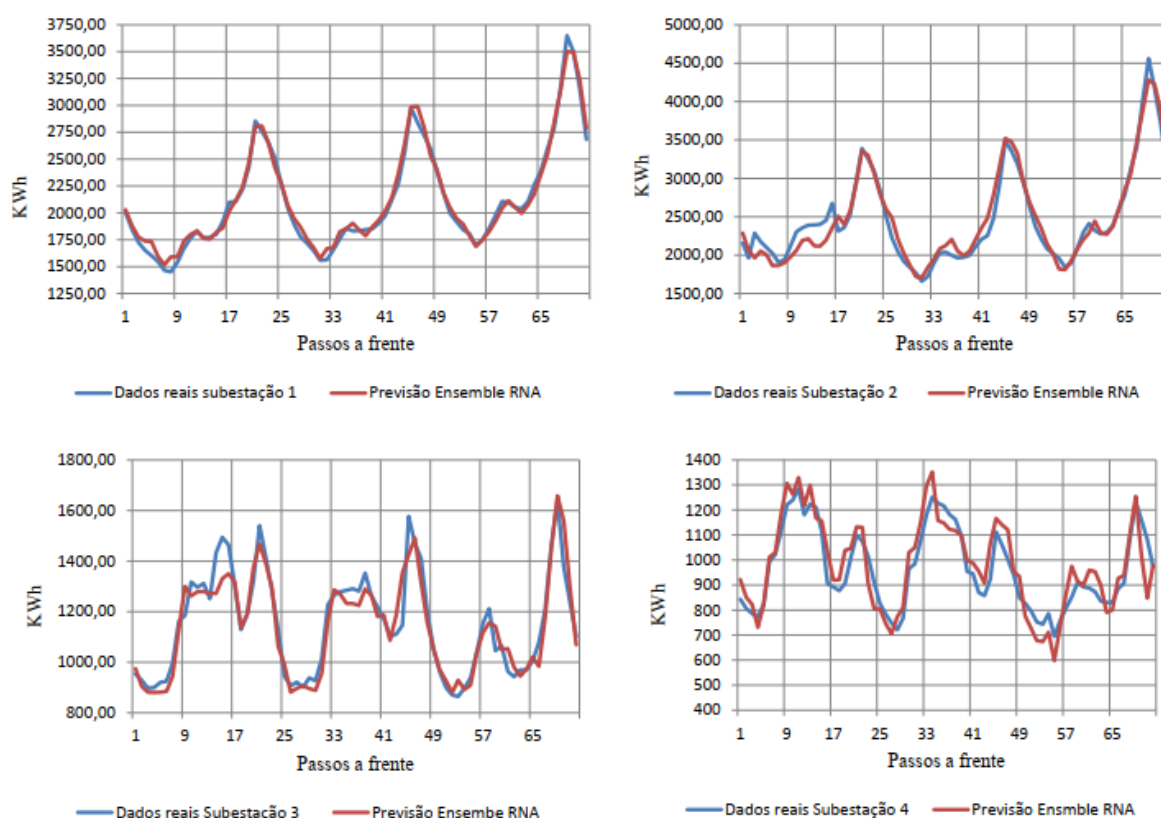 3750,00
3500,00
3250,00
3000,00
2750,00
2500,00
2250,00
2000,00
1750,00
1500,00
1250,00
KWh
1 9 17 25 33 41 49 57 65
Passos a frente
Dados reais subestação 1 Previsão Ensemble RNA
5000,00
4500,00
4000,00
3500,00
3000,00
2500,00
2000,00
1500,00
KWh
1 9 17 25 33 41 49 57 65
Passos a frente
Dados reais Subestação 2 Previsão Ensemble RNA
1800,00
1600,00
1400,00
1200,00
1000,00
800,00
KWh
1 9 17 25 33 41 49 57 65
Passos a frente
Dados reais Subestação 3 Previsão Ensembe RNA
1400
1300
1200
1100
1000
900
800
700
600
500
400
KWh
1 9 17 25 33 41 49 57 65
Passos a frente
Dados reais Subestação 4 Previsão Ensmble RNA